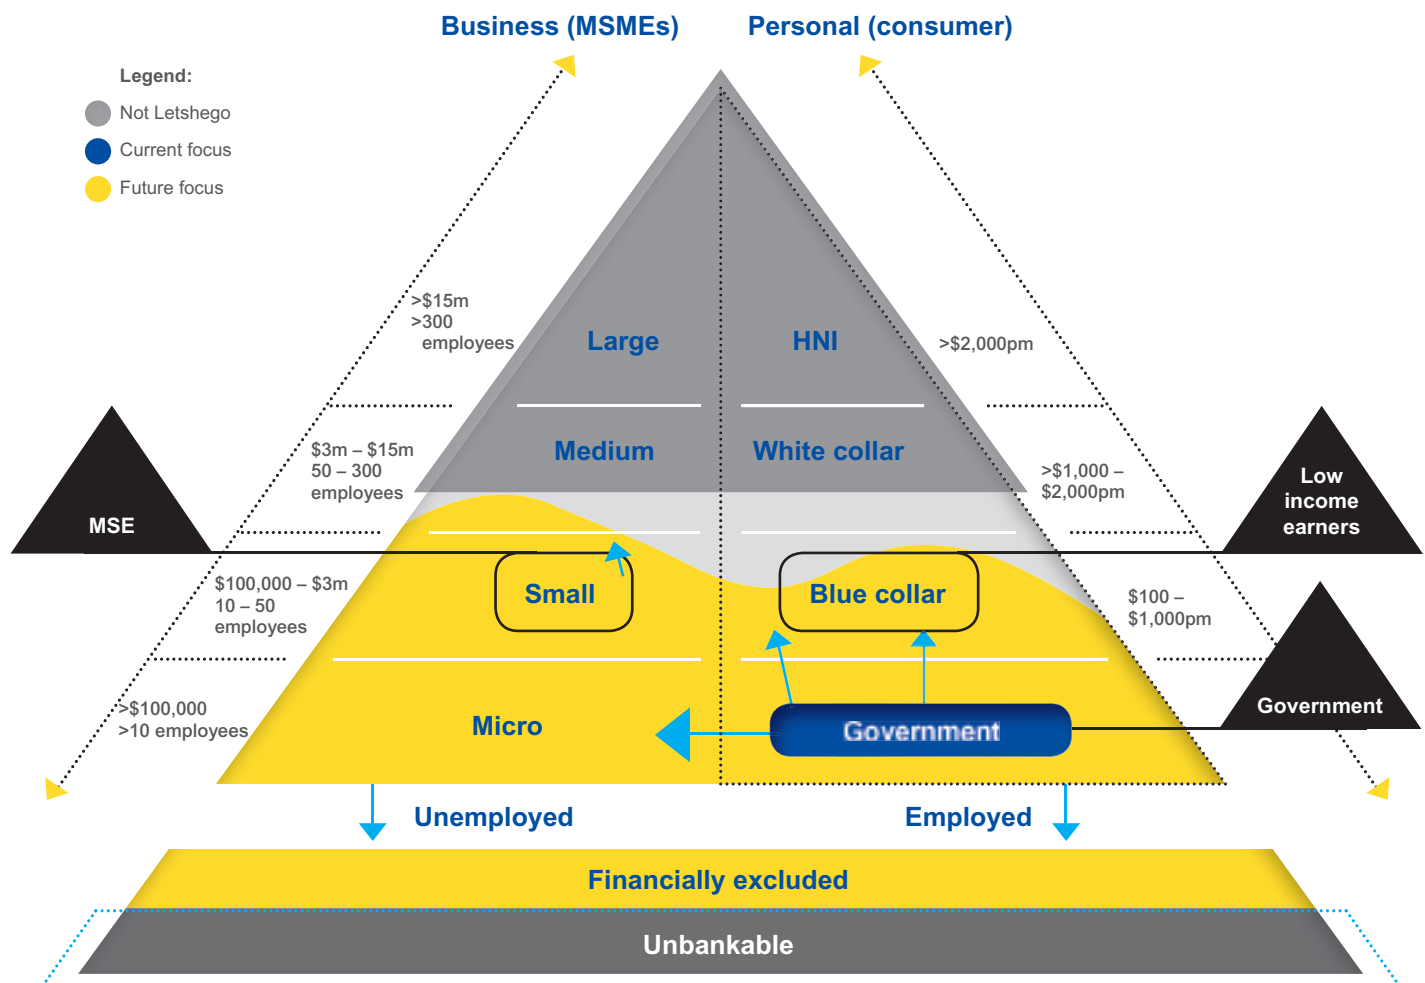 Business (MSMEs)
Personal (consumer)
Legend:
Not Letshego
Current focus
Future focus
>$15m
>300
employees
Large
HNI
>$2,000pm
$3m – $15m
50 – 300
employees
Medium
White collar
>$1,000 –
$2,000pm
MSE
Low
income
earners
$100,000 – $3m
10 – 50
employees
Small
Blue collar
$100 –
$1,000pm
>$100,000
>10 employees
Micro
Government
Government
Unemployed
Employed
Financially excluded
Unbankable